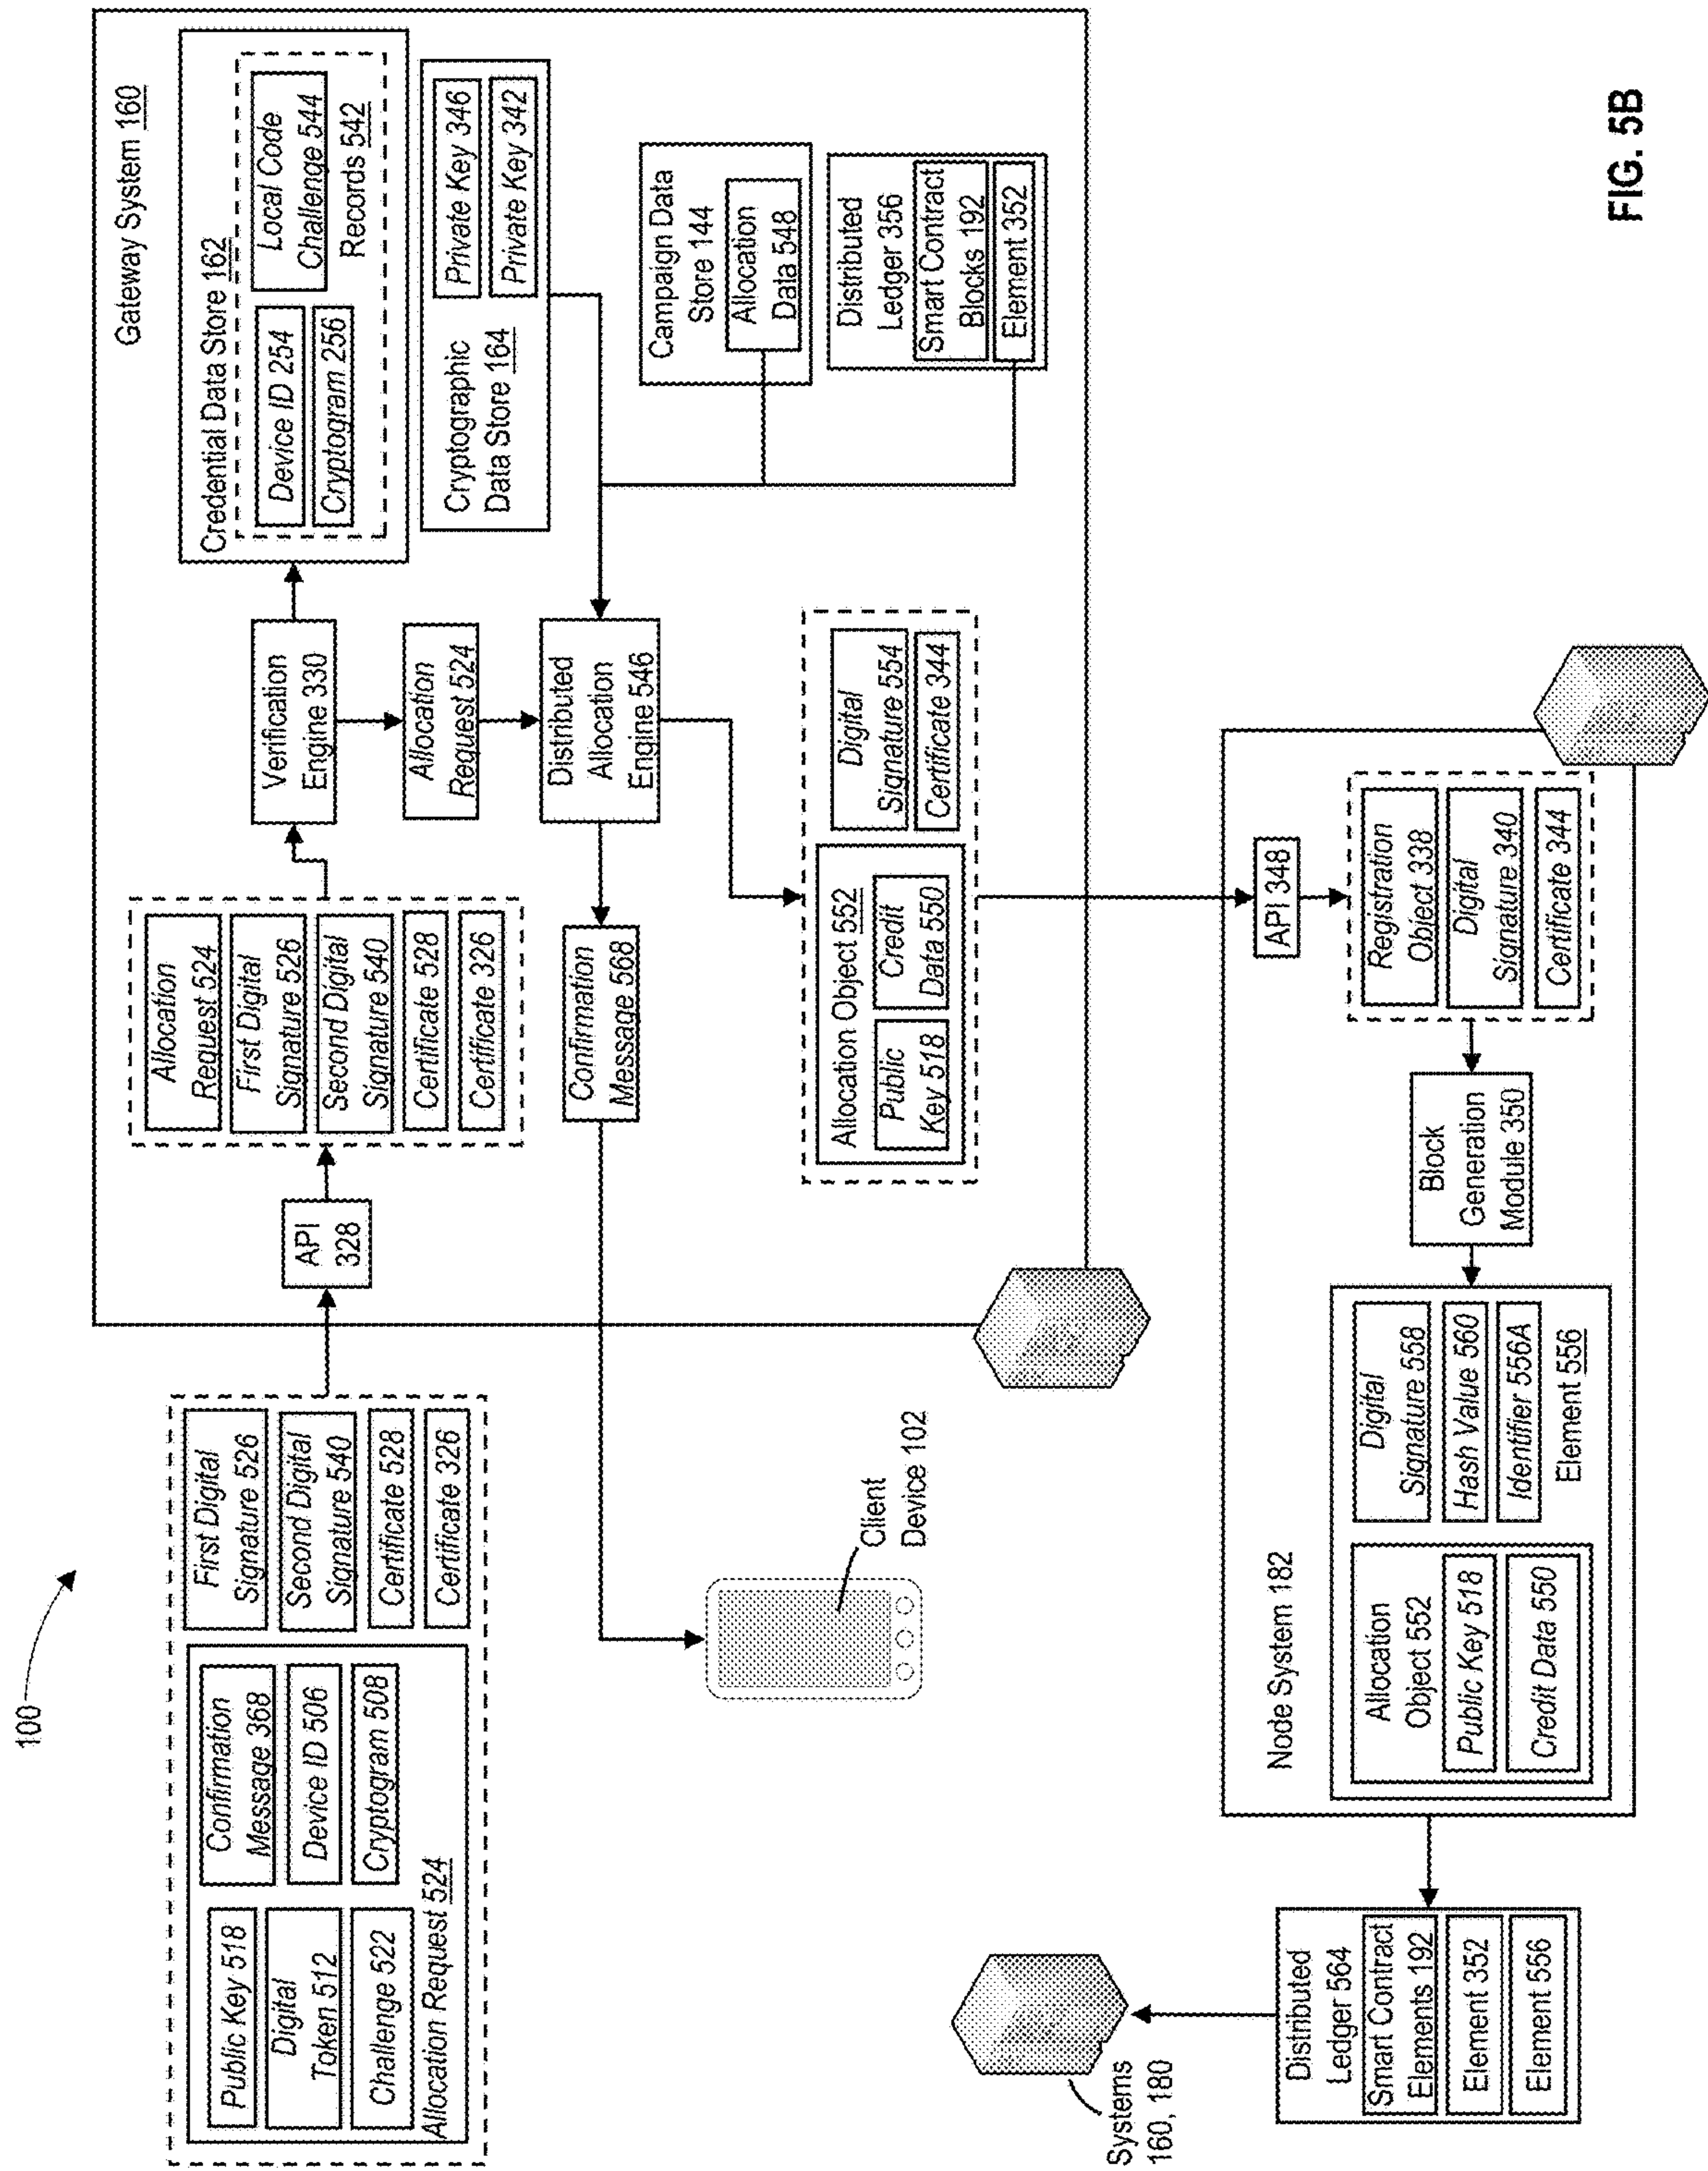 100
Public Key 518
Digital
Token 512
Challenge 522
Confirmation
Message 368
Device ID 506
Cryptogram 508
Allocation Request 524
First Digital
Signature 526
Second Digital
Signature 540
Certificate 528
Certificate 326
API
328
Gateway System 160
Allocation
Request 524
First Digital
Signature 526
Second Digital
Signature 540
Certificate 528
Certificate 326
Verification
Engine 330
Credential Data Store 162
Device ID 254
Cryptogram 256
Local Code
Challenge 544
Records 542
Allocation
Request 524
Cryptographic
Data Store 164
Private Key 346
Private Key 342
Distributed
Allocation
Engine 546
Campaign Data
Store 144
Allocation
Data 548
Distributed
Ledger 356
Smart Contract
Blocks 192
Element 352
Confirmation
Message 568
Client
Device 102
Allocation Object 552
Public
Key 518
Credit
Data 550
Digital
Signature 554
Certificate 344
Node System 182
API 348
Registration
Object 338
Digital
Signature 340
Certificate 344
Block
Generation
Module 350
Allocation
Object 552
Public Key 518
Credit Data 550
Digital
Signature 558
Hash Value 560
Identifier 556A
Element 556
Distributed
Ledger 564
Smart Contract
Elements 192
Element 352
Element 556
Systems
160, 180
FIG. 5B